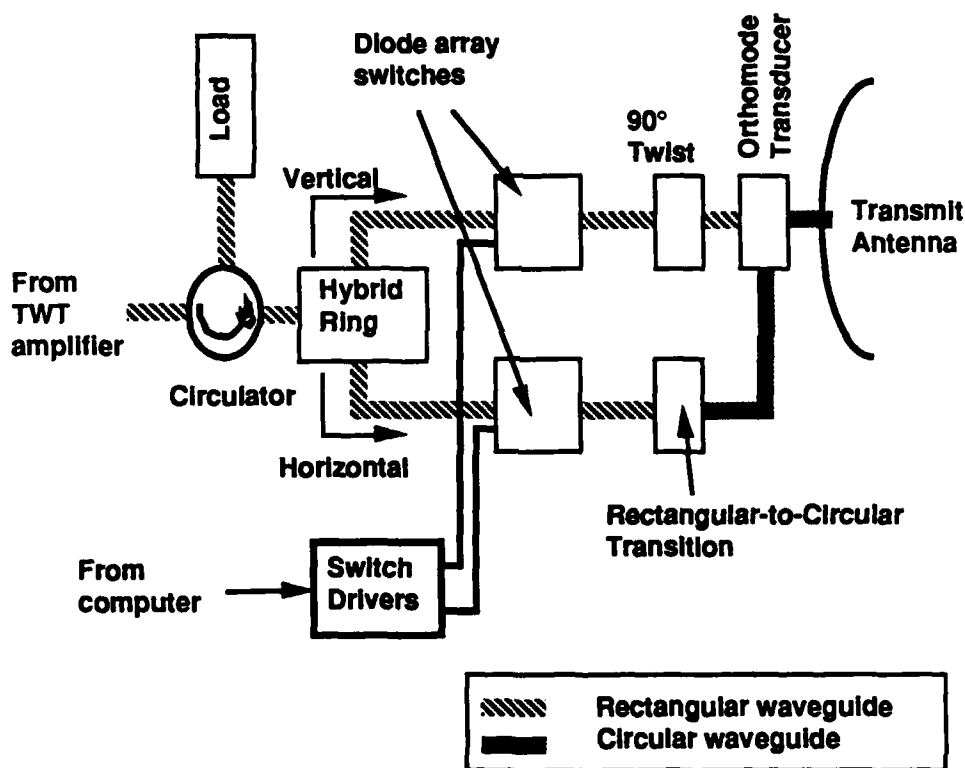 Diode array
switches
Load
90°
Twist
Orthomode
Transducer
Vertical
Transmit
Antenna
From
TWT
amplifier
Hybrid
Ring
Circulator
Horizontal
Rectangular-to-Circular
Transition
From
computer
Switch
Drivers
Rectangular waveguide
Circular waveguide